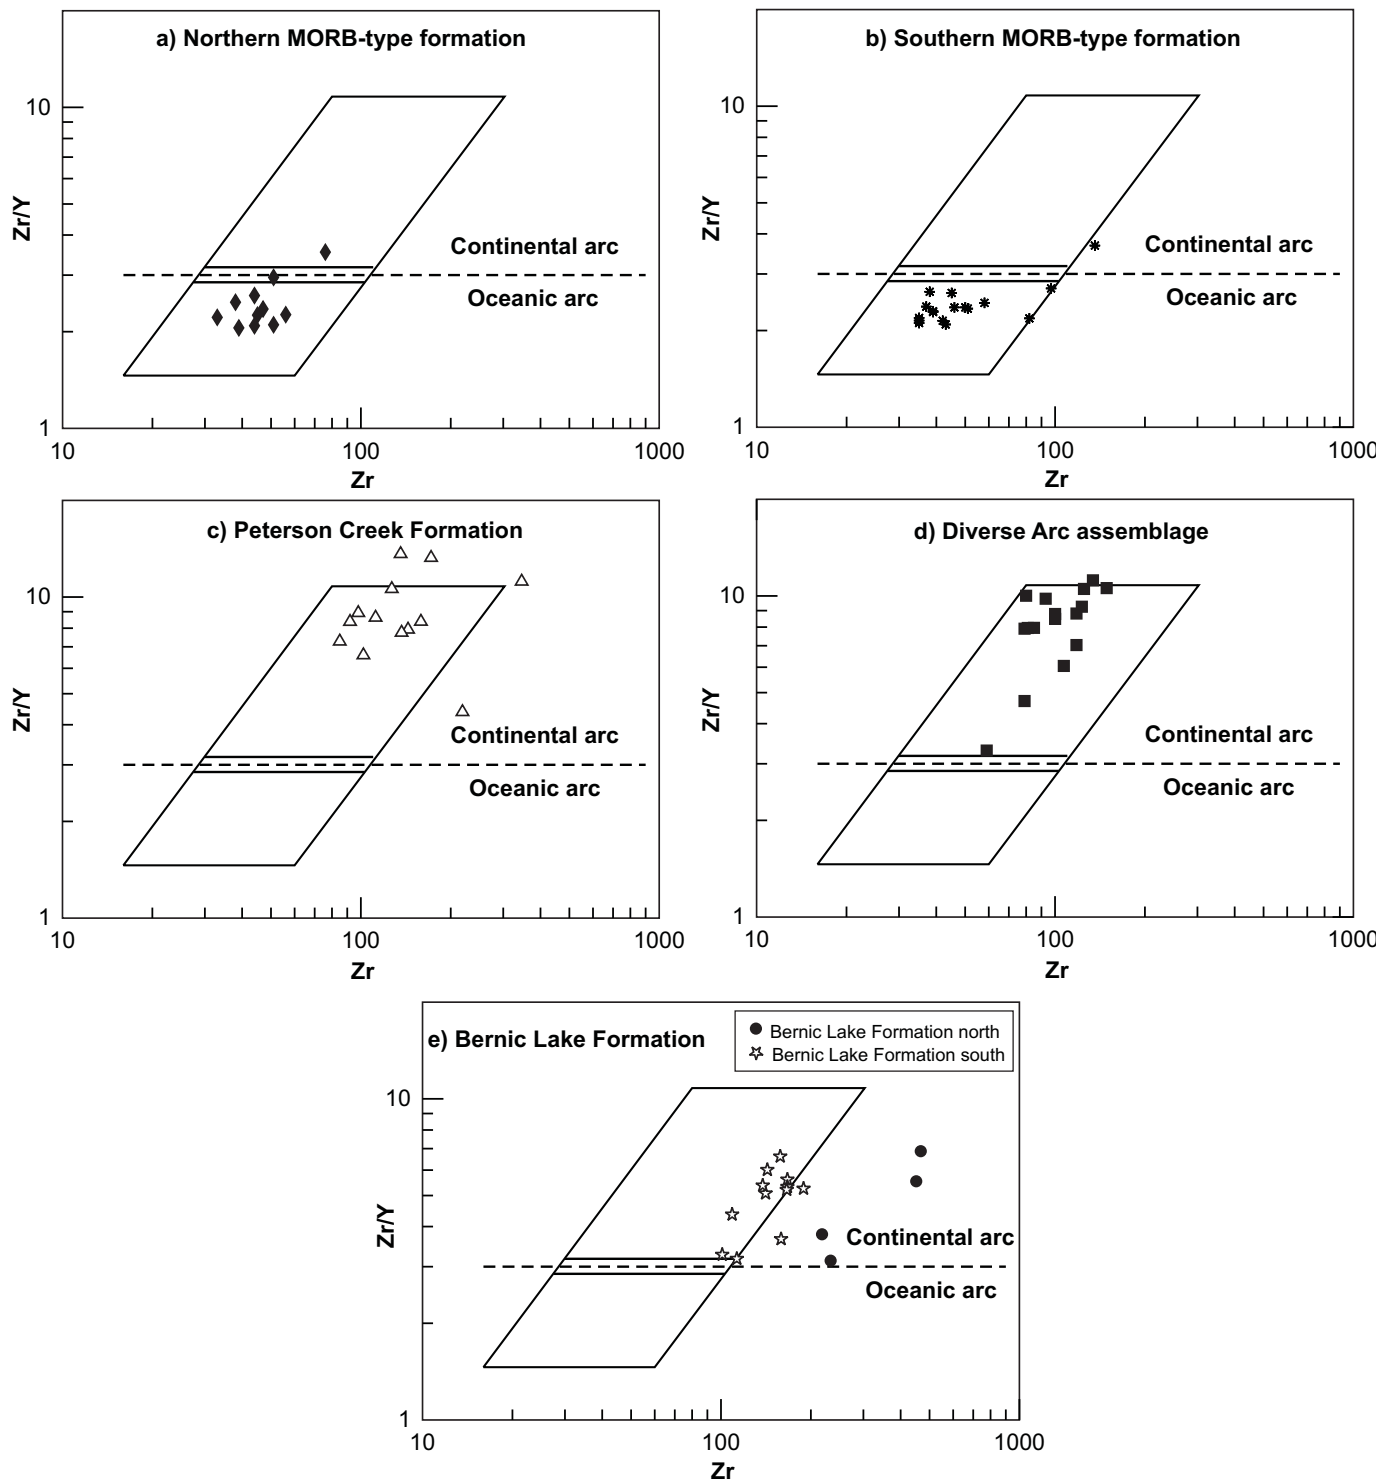 a) Northern MORB-type formation
10
Zr/Y
Continental arc
Oceanic arc
1
10
100
1000
Zr
b) Southern MORB-type formation
10
Zr/Y
Continental arc
Oceanic arc
1
10
100
1000
Zr
c) Peterson Creek Formation
10
Zr/Y
Continental arc
Oceanic arc
1
10
100
1000
Zr
d) Diverse Arc assemblage
10
Zr/Y
Continental arc
Oceanic arc
1
10
100
1000
Zr
e) Bernic Lake Formation
Bernic Lake Formation north
Bernic Lake Formation south
10
Zr/Y
Continental arc
Oceanic arc
1
10
100
1000
Zr